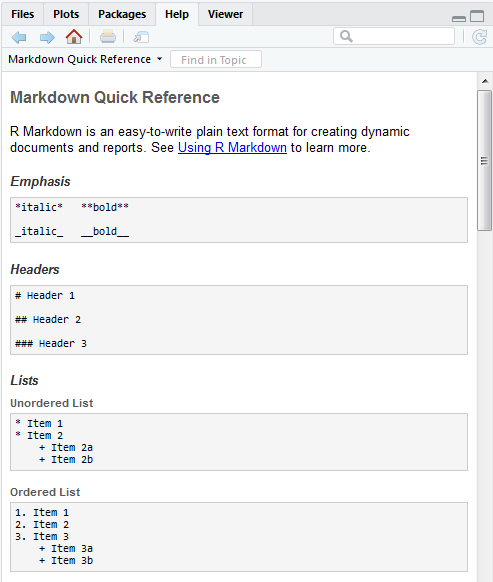 Files Plots Packages Help Viewer
Markdown Quick Reference Find in Topic
Markdown Quick Reference
R Markdown is an easy-to-write plain text format for creating dynamic
documents and reports. See Using R Markdown to learn more.
Emphasis
*italic*   **bold**
_italic_   __bold__
Headers
# Header 1
## Header 2
### Header 3
Lists
Unordered List
* Item 1
* Item 2
    + Item 2a
    + Item 2b
Ordered List
1. Item 1
2. Item 2
3. Item 3
    + Item 3a
    + Item 3b